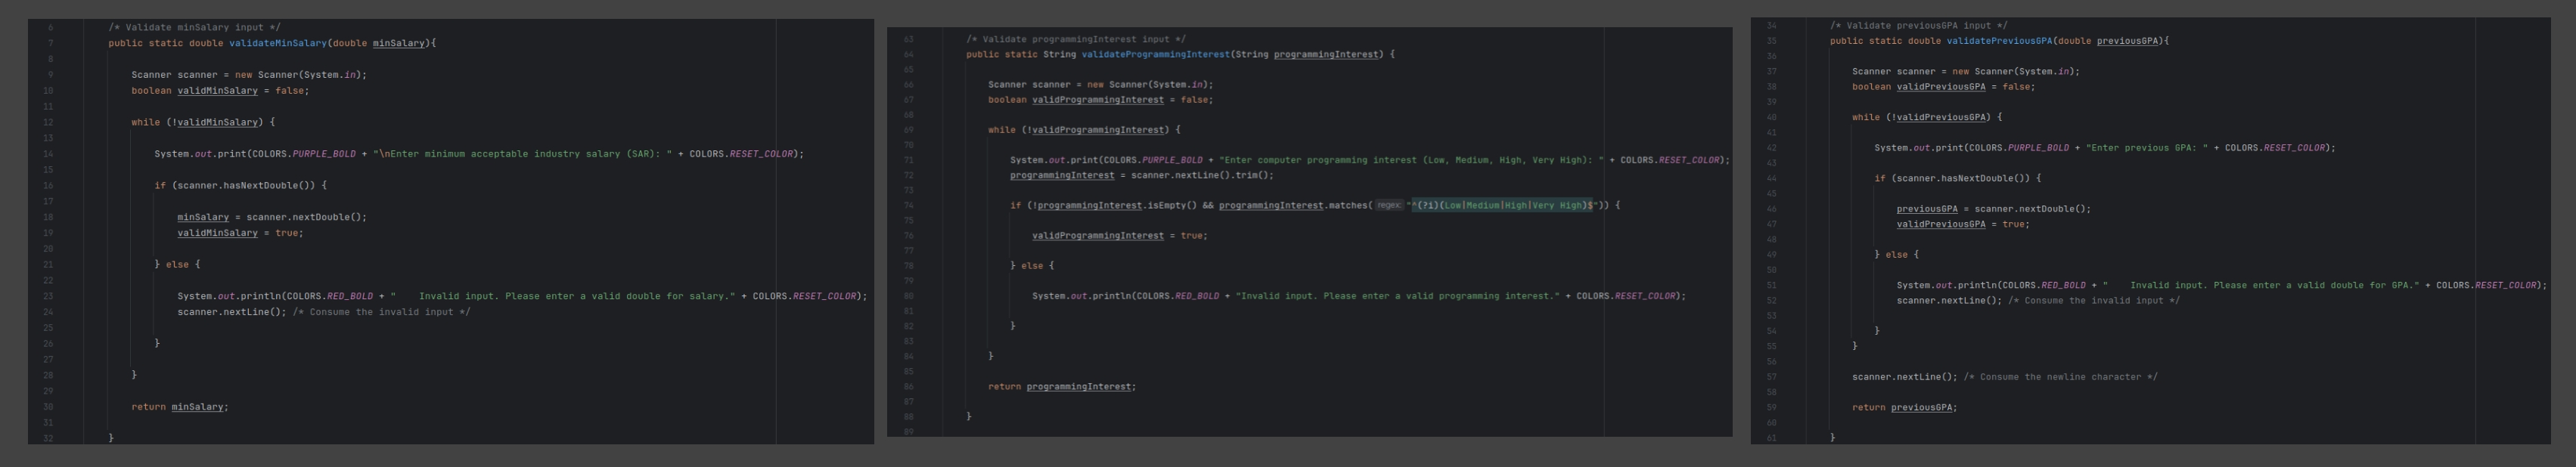 6 /* Validate minSalary input */
7 public static double validateMinSalary(double minSalary){
8
9 Scanner scanner = new Scanner(System.in);
10 boolean validMinSalary = false;
11
12 while (!validMinSalary) {
13
14 System.out.print(COLORS.PURPLE_BOLD + "\nEnter minimum acceptable industry salary (SAR): " + COLORS.RESET_COLOR);
15
16 if (scanner.hasNextDouble()) {
17
18 minSalary = scanner.nextDouble();
19 validMinSalary = true;
20
21 } else {
22
23 System.out.println(COLORS.RED_BOLD + "    Invalid input. Please enter a valid double for salary." + COLORS.RESET_COLOR);
24 scanner.nextLine(); /* Consume the invalid input */
25
26 }
27
28 }
29
30 return minSalary;
31
32 }
63 /* Validate programmingInterest input */
64 public static String validateProgrammingInterest(String programmingInterest) {
65
66 Scanner scanner = new Scanner(System.in);
67 boolean validProgrammingInterest = false;
68
69 while (!validProgrammingInterest) {
70
71 System.out.print(COLORS.PURPLE_BOLD + "Enter computer programming interest (Low, Medium, High, Very High): " + COLORS.RESET_COLOR);
72 programmingInterest = scanner.nextLine().trim();
73
74 if (!programmingInterest.isEmpty() && programmingInterest.matches( regex: "^(?i)(Low|Medium|High|Very High)$")) {
75
76 validProgrammingInterest = true;
77
78 } else {
79
80 System.out.println(COLORS.RED_BOLD + "Invalid input. Please enter a valid programming interest." + COLORS.RESET_COLOR);
81
82 }
83
84 }
85
86 return programmingInterest;
87
88 }
89
34 /* Validate previousGPA input */
35 public static double validatePreviousGPA(double previousGPA){
36
37 Scanner scanner = new Scanner(System.in);
38 boolean validPreviousGPA = false;
39
40 while (!validPreviousGPA) {
41
42 System.out.print(COLORS.PURPLE_BOLD + "Enter previous GPA: " + COLORS.RESET_COLOR);
43
44 if (scanner.hasNextDouble()) {
45
46 previousGPA = scanner.nextDouble();
47 validPreviousGPA = true;
48
49 } else {
50
51 System.out.println(COLORS.RED_BOLD + "    Invalid input. Please enter a valid double for GPA." + COLORS.RESET_COLOR);
52 scanner.nextLine(); /* Consume the invalid input */
53
54 }
55 }
56
57 scanner.nextLine(); /* Consume the newline character */
58
59 return previousGPA;
60
61 }